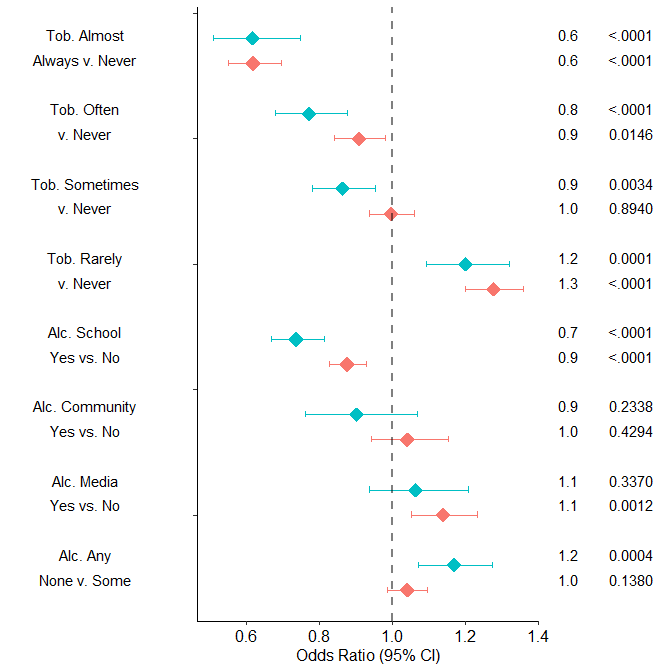 Tob. Almost 0.6 <.0001
Always v. Never 0.6 <.0001
Tob. Often 0.8 <.0001
v. Never 0.9 0.0146
Tob. Sometimes 0.9 0.0034
v. Never 1.0 0.8940
Tob. Rarely 1.2 0.0001
v. Never 1.3 <.0001
Alc. School 0.7 <.0001
Yes vs. No 0.9 <.0001
Alc. Community 0.9 0.2338
Yes vs. No 1.0 0.4294
Alc. Media 1.1 0.3370
Yes vs. No 1.1 0.0012
Alc. Any 1.2 0.0004
None v. Some 1.0 0.1380
0.6 0.8 1.0 1.2 1.4
Odds Ratio (95% CI)